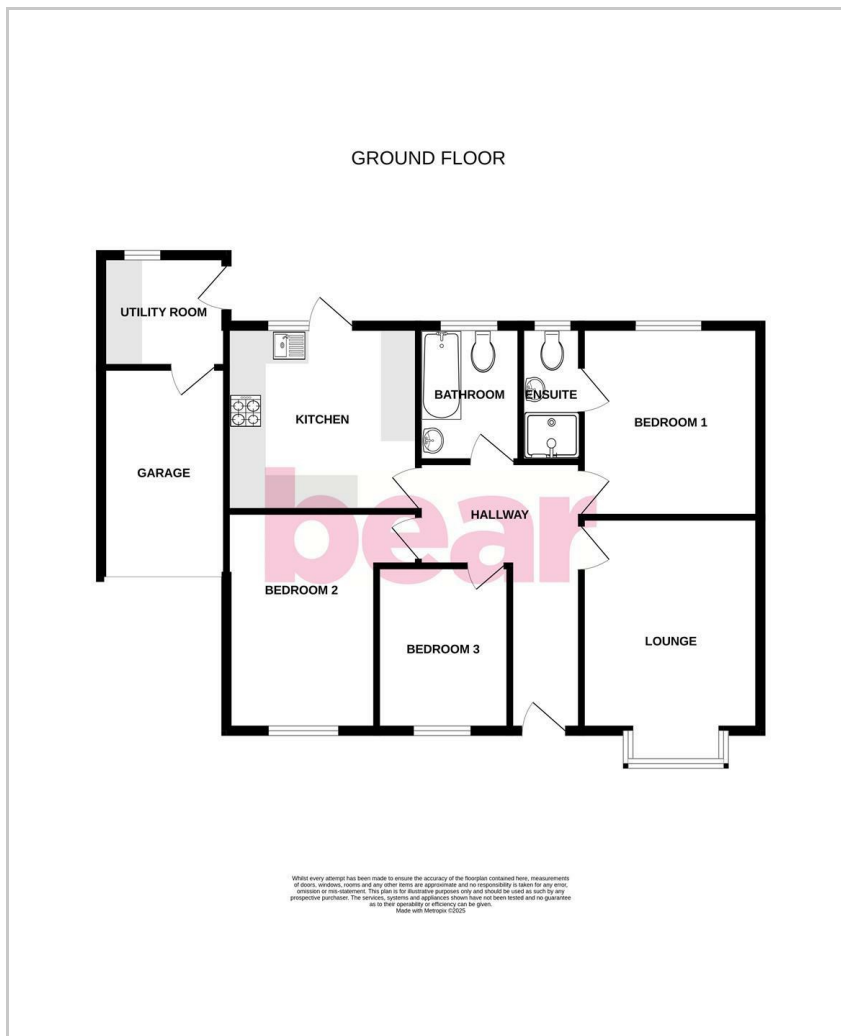 GROUND FLOOR
UTILITY ROOM
BATHROOM
ENSUITE
KITCHEN
BEDROOM 1
GARAGE
bear
HALLWAY
BEDROOM 2
LOUNGE
BEDROOM 3
Whilst every attempt has been made to ensure the accuracy of the floorplan contained here, measurements
of doors, windows, rooms and any other items are approximate and no responsibility is taken for any error,
omission or mis-statement. This plan is for illustrative purposes only and should be used as such by any
prospective purchaser. The services, systems and appliances shown have not been tested and no guarantee
as to their operability or efficiency can be given.
Made with Metropix ©2025